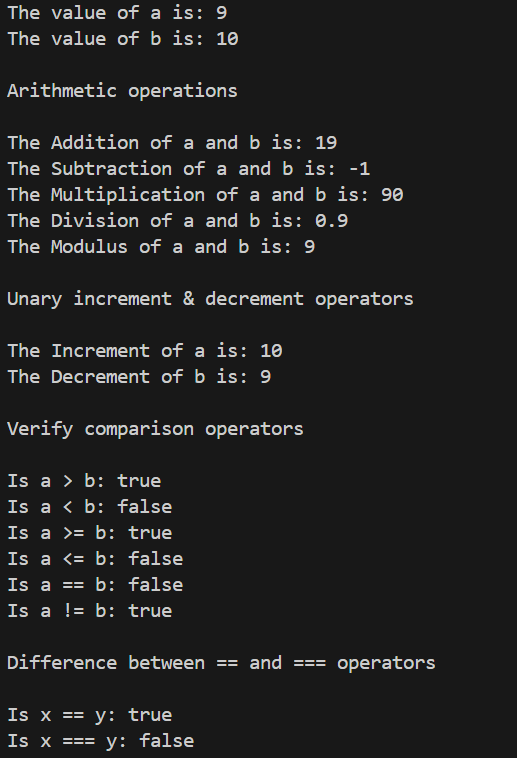 The value of a is: 9
The value of b is: 10
Arithmetic operations
The Addition of a and b is: 19
The Subtraction of a and b is: -1
The Multiplication of a and b is: 90
The Division of a and b is: 0.9
The Modulus of a and b is: 9
Unary increment & decrement operators
The Increment of a is: 10
The Decrement of b is: 9
Verify comparison operators
Is a > b: true
Is a < b: false
Is a >= b: true
Is a <= b: false
Is a == b: false
Is a != b: true
Difference between == and === operators
Is x == y: true
Is x === y: false